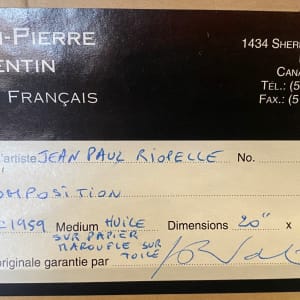 -PIERRE
ENTIN
FRANÇAIS
1434 SHER
CANA
TEL.: (5
FAX.: (5
'artiste JEAN PAUL RIOPELLE No.
OMPOSITION
1959 Medium HUILE Dimensions 20" x
SUR PAPIER
MAROUFLE SUR
TOILE
originale garantie par